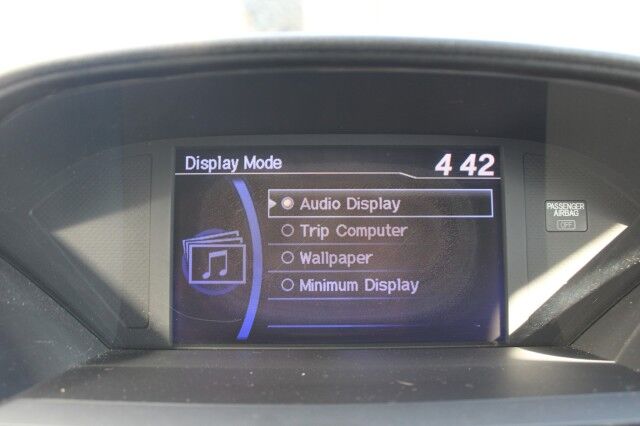 Display Mode
4 42
Audio Display
Trip Computer
Wallpaper
Minimum Display
PASSENGER
AIRBAG
OFF